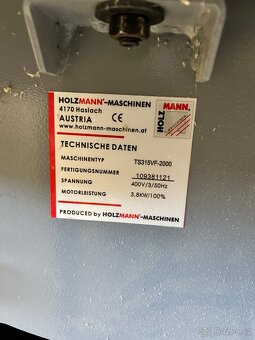 HOLZMANN®-MASCHINEN
4170 Haslach
AUSTRIA CE
www.holzmann-maschinen.at
HOLZ MANN.
TECHNISCHE DATEN
MASCHINENTYP TS315VF-2000
FERTIGUNGSNUMMER 109381121
SPANNUNG 400V/3/50Hz
MOTORLEISTUNG 3,8KW/100%
PRODUCED by HOLZMANN®-MASCHINEN